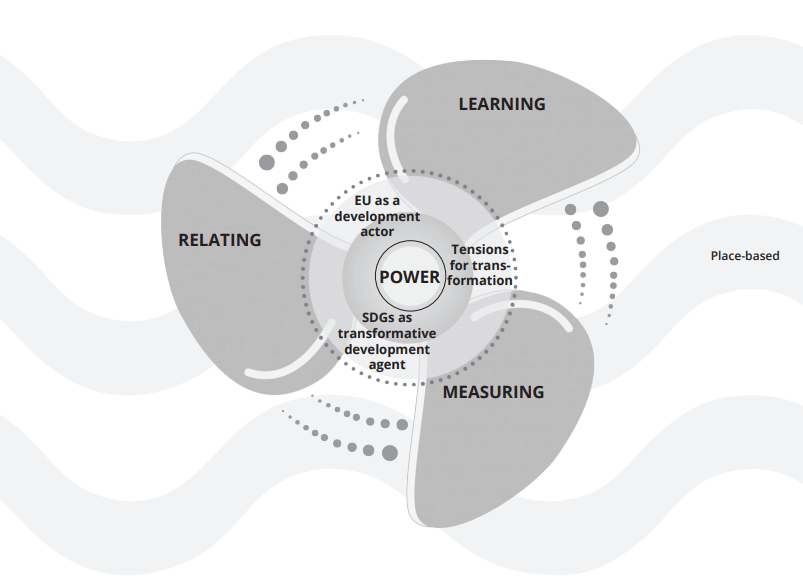 LEARNING
EU as a
development
actor
RELATING
Tensions
for trans-
formation
Place-based
POWER
SDGs as
transformative
development
agent
MEASURING